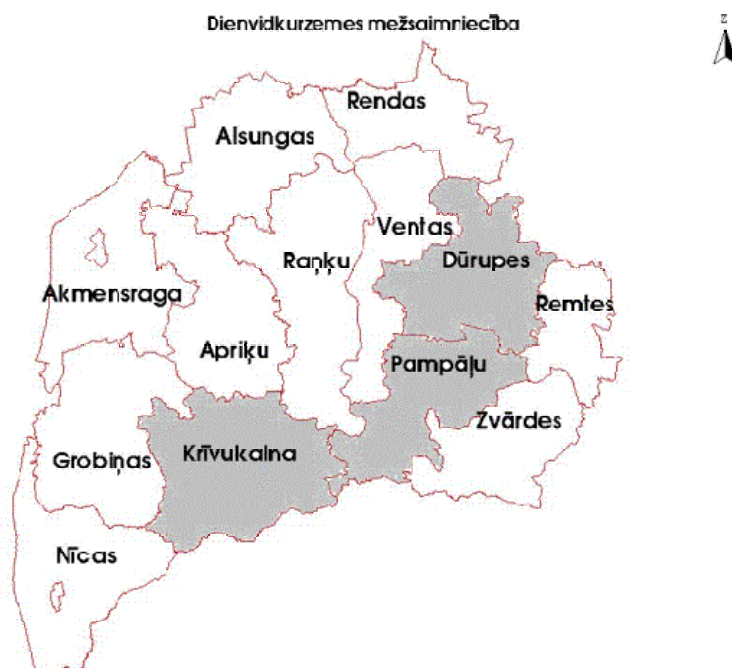 Dienvidkurzemes mežsaimniecība
Z
Rendas
Alsungas
Ventas
Raņķu
Dūrupes
Akmensraga
Remtes
Apriķu
Pampāļu
Zvārdes
Krīvukalna
Grobiņas
Nīcas